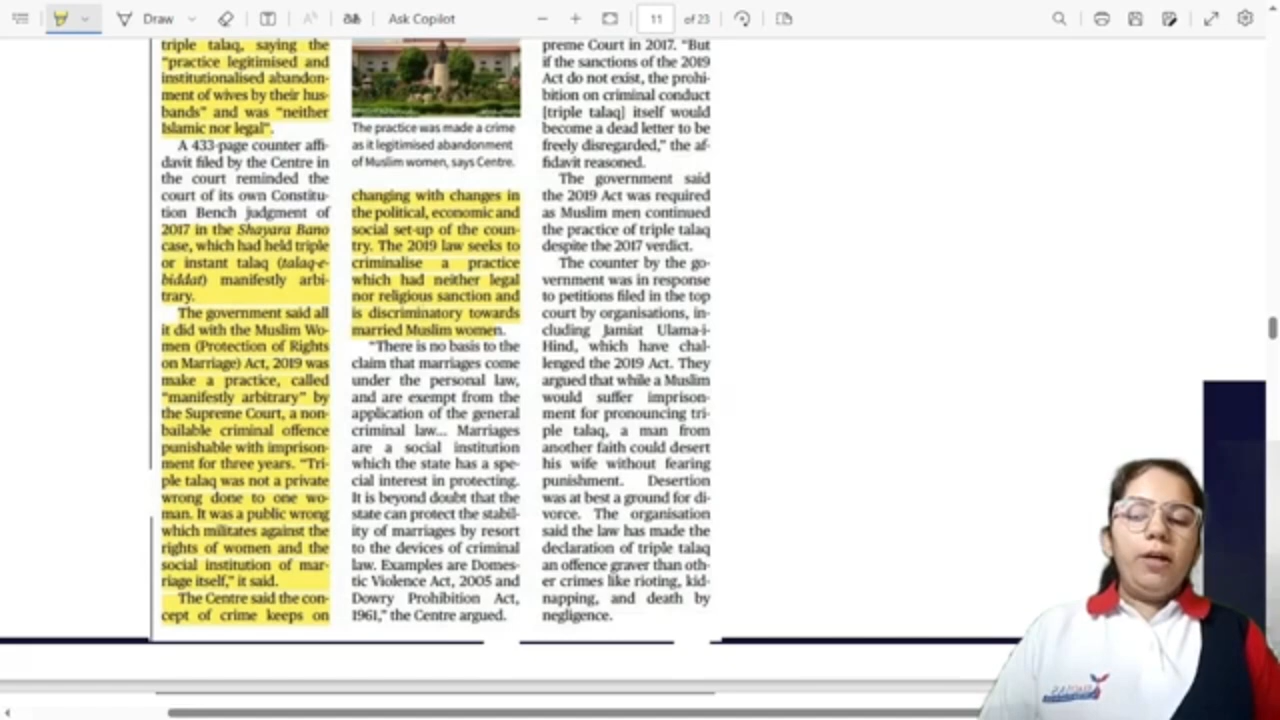 Draw
Ask Copilot
11
of 23
triple talaq, saying the
“practice legitimised and
institutionalised abandon-
ment of wives by their hus-
bands” and was “neither
Islamic nor legal”.
A 433-page counter affi-
davit filed by the Centre in
the court reminded the
court of its own Constitu-
tion Bench judgment of
2017 in the Shayara Bano
case, which had held triple
or instant talaq (talaq-e-
biddat) manifestly arbi-
trary.
The government said all
it did with the Muslim Wo-
men (Protection of Rights
on Marriage) Act, 2019 was
make a practice, called
“manifestly arbitrary” by
the Supreme Court, a non-
bailable criminal offence
punishable with imprison-
ment for three years. “Tri-
ple talaq was not a private
wrong done to one wo-
man. It was a public wrong
which militates against the
rights of women and the
social institution of mar-
riage itself,” it said.
The Centre said the con-
cept of crime keeps on
The practice was made a crime
as it legitimised abandonment
of Muslim women, says Centre.
changing with changes in
the political, economic and
social set-up of the coun-
try. The 2019 law seeks to
criminalise a practice
which had neither legal
nor religious sanction and
is discriminatory towards
married Muslim women.
“There is no basis to the
claim that marriages come
under the personal law,
and are exempt from the
application of the general
criminal law... Marriages
are a social institution
which the state has a spe-
cial interest in protecting.
It is beyond doubt that the
state can protect the stabil-
ity of marriages by resort
to the devices of criminal
law. Examples are Domes-
tic Violence Act, 2005 and
Dowry Prohibition Act,
1961,” the Centre argued.
preme Court in 2017. “But
if the sanctions of the 2019
Act do not exist, the prohi-
bition on criminal conduct
[triple talaq] itself would
become a dead letter to be
freely disregarded,” the af-
fidavit reasoned.
The government said
the 2019 Act was required
as Muslim men continued
the practice of triple talaq
despite the 2017 verdict.
The counter by the go-
vernment was in response
to petitions filed in the top
court by organisations, in-
cluding Jamiat Ulama-i-
Hind, which have chal-
lenged the 2019 Act. They
argued that while a Muslim
would suffer imprison-
ment for pronouncing tri-
ple talaq, a man from
another faith could desert
his wife without fearing
punishment. Desertion
was at best a ground for di-
vorce. The organisation
said the law has made the
declaration of triple talaq
an offence graver than oth-
er crimes like rioting, kid-
napping, and death by
negligence.